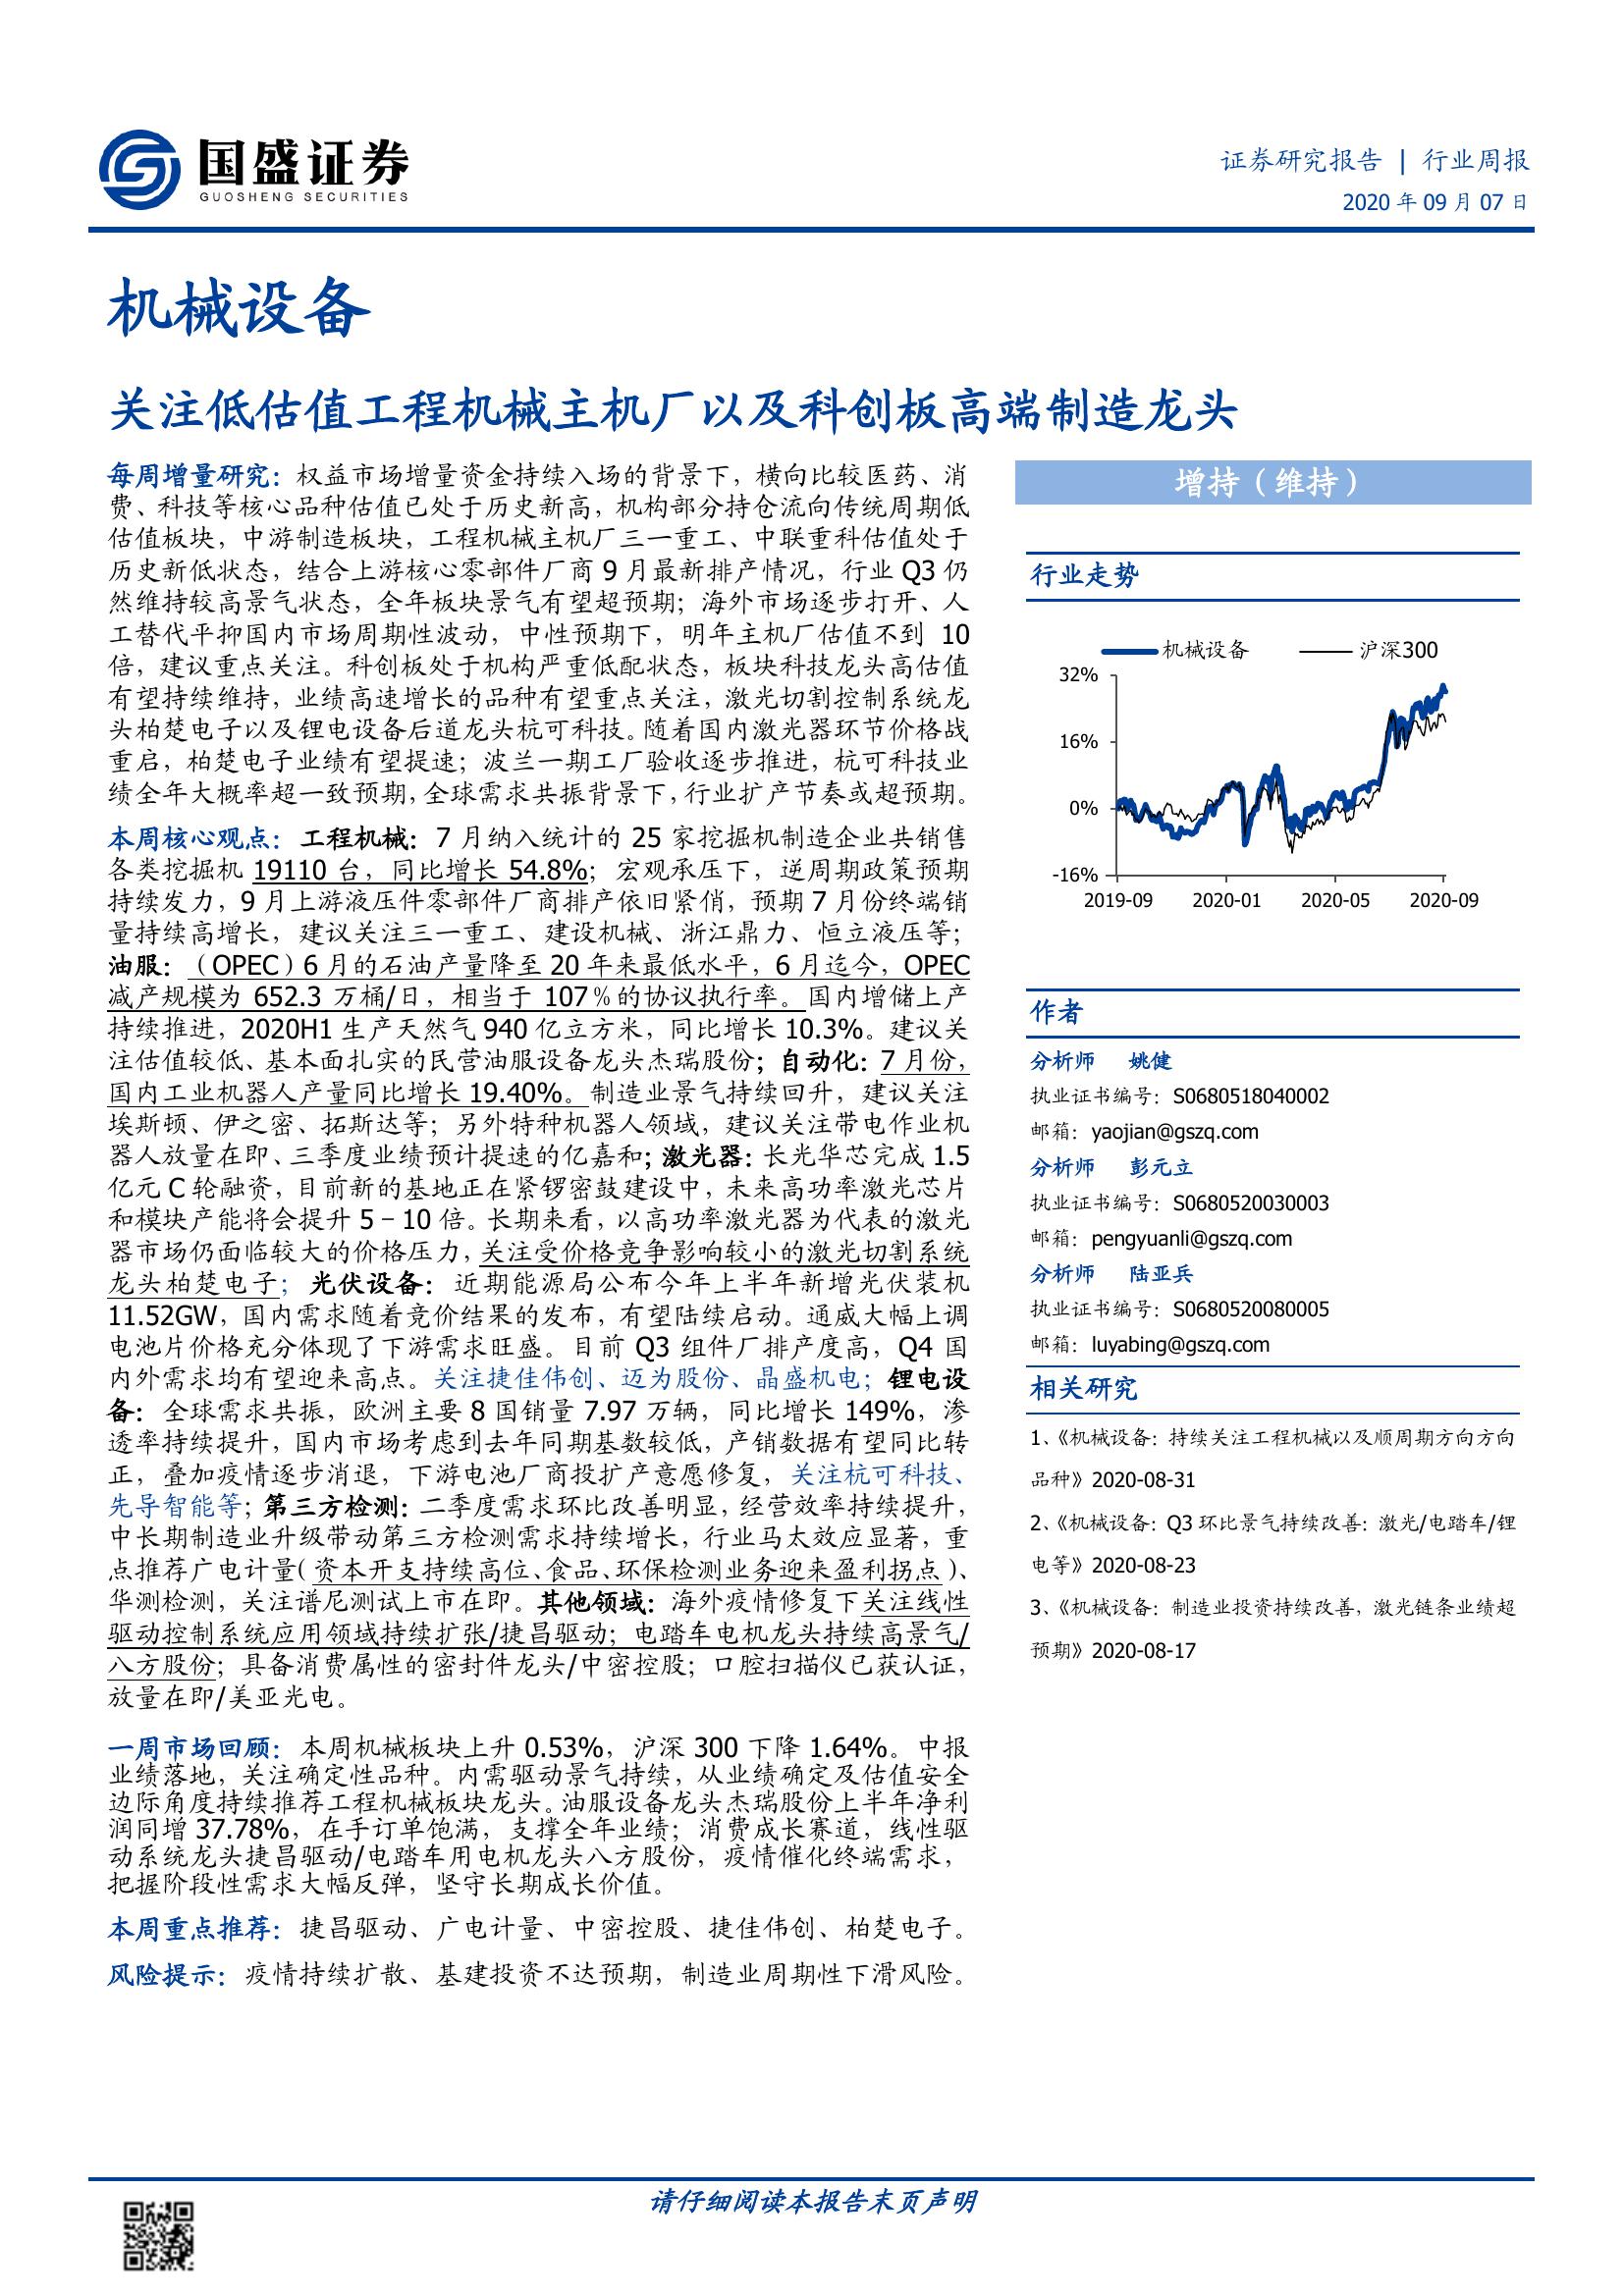 国盛证券
GUOSHENG SECURITIES
证券研究报告 | 行业周报
2020 年 09 月 07 日
机械设备
关注低估值工程机械主机厂以及科创板高端制造龙头
每周增量研究：权益市场增量资金持续入场的背景下，横向比较医药、消
费、科技等核心品种估值已处于历史新高，机构部分持仓流向传统周期低
估值板块，中游制造板块，工程机械主机厂三一重工、中联重科估值处于
历史新低状态，结合上游核心零部件厂商 9 月最新排产情况，行业 Q3 仍
然维持较高景气状态，全年板块景气有望超预期；海外市场逐步打开、人
工替代平抑国内市场周期性波动，中性预期下，明年主机厂估值不到 10
倍，建议重点关注。科创板处于机构严重低配状态，板块科技龙头高估值
有望持续维持，业绩高速增长的品种有望重点关注，激光切割控制系统龙
头柏楚电子以及锂电设备后道龙头杭可科技。随着国内激光器环节价格战
重启，柏楚电子业绩有望提速；波兰一期工厂验收逐步推进，杭可科技业
绩全年大概率超一致预期，全球需求共振背景下，行业扩产节奏或超预期。
本周核心观点：工程机械：7 月纳入统计的 25 家挖掘机制造企业共销售
各类挖掘机 19110 台，同比增长 54.8%；宏观承压下，逆周期政策预期
持续发力，9 月上游液压件零部件厂商排产依旧紧俏，预期 7 月份终端销
量持续高增长，建议关注三一重工、建设机械、浙江鼎力、恒立液压等；
油服：（OPEC）6 月的石油产量降至 20 年来最低水平，6 月迄今，OPEC
减产规模为 652.3 万桶/日，相当于 107％的协议执行率。国内增储上产
持续推进，2020H1 生产天然气 940 亿立方米，同比增长 10.3%。建议关
注估值较低、基本面扎实的民营油服设备龙头杰瑞股份；自动化：7 月份，
国内工业机器人产量同比增长 19.40%。制造业景气持续回升，建议关注
埃斯顿、伊之密、拓斯达等；另外特种机器人领域，建议关注带电作业机
器人放量在即、三季度业绩预计提速的亿嘉和；激光器：长光华芯完成 1.5
亿元 C 轮融资，目前新的基地正在紧锣密鼓建设中，未来高功率激光芯片
和模块产能将会提升 5－10 倍。长期来看，以高功率激光器为代表的激光
器市场仍面临较大的价格压力，关注受价格竞争影响较小的激光切割系统
龙头柏楚电子；光伏设备：近期能源局公布今年上半年新增光伏装机
11.52GW，国内需求随着竞价结果的发布，有望陆续启动。通威大幅上调
电池片价格充分体现了下游需求旺盛。目前 Q3 组件厂排产度高，Q4 国
内外需求均有望迎来高点。关注捷佳伟创、迈为股份、晶盛机电；锂电设
备：全球需求共振，欧洲主要 8 国销量 7.97 万辆，同比增长 149%，渗
透率持续提升，国内市场考虑到去年同期基数较低，产销数据有望同比转
正，叠加疫情逐步消退，下游电池厂商投扩产意愿修复，关注杭可科技、
先导智能等；第三方检测：二季度需求环比改善明显，经营效率持续提升，
中长期制造业升级带动第三方检测需求持续增长，行业马太效应显著，重
点推荐广电计量（资本开支持续高位、食品、环保检测业务迎来盈利拐点）、
华测检测，关注谱尼测试上市在即。其他领域：海外疫情修复下关注线性
驱动控制系统应用领域持续扩张/捷昌驱动；电踏车电机龙头持续高景气/
八方股份；具备消费属性的密封件龙头/中密控股；口腔扫描仪已获认证，
放量在即/美亚光电。
一周市场回顾：本周机械板块上升 0.53%，沪深 300 下降 1.64%。中报
业绩落地，关注确定性品种。内需驱动景气持续，从业绩确定及估值安全
边际角度持续推荐工程机械板块龙头。油服设备龙头杰瑞股份上半年净利
润同增 37.78%，在手订单饱满，支撑全年业绩；消费成长赛道，线性驱
动系统龙头捷昌驱动/电踏车用电机龙头八方股份，疫情催化终端需求，
把握阶段性需求大幅反弹，坚守长期成长价值。
本周重点推荐：捷昌驱动、广电计量、中密控股、捷佳伟创、柏楚电子。
风险提示：疫情持续扩散、基建投资不达预期，制造业周期性下滑风险。
增持（维持）
行业走势
机械设备 沪深300
32%
16%
0%
-16%
2019-09 2020-01 2020-05 2020-09
作者
分析师 姚健
执业证书编号：S0680518040002
邮箱：yaojian@gszq.com
分析师 彭元立
执业证书编号：S0680520030003
邮箱：pengyuanli@gszq.com
分析师 陆亚兵
执业证书编号：S0680520080005
邮箱：luyabing@gszq.com
相关研究
1、《机械设备：持续关注工程机械以及顺周期方向方向
品种》2020-08-31
2、《机械设备：Q3 环比景气持续改善：激光/电踏车/锂
电等》2020-08-23
3、《机械设备：制造业投资持续改善，激光链条业绩超
预期》2020-08-17
请仔细阅读本报告末页声明